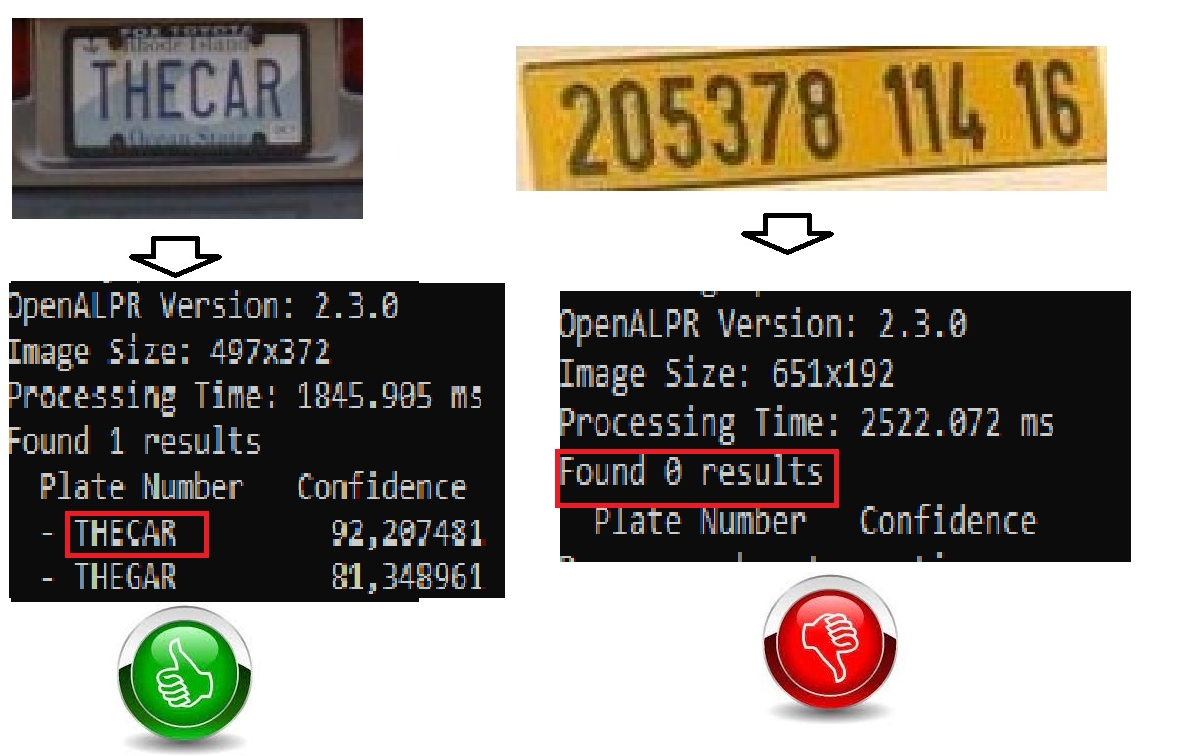 FOX TOYOTA
Rhode Island
THECAR
Ocean State
OpenALPR Version: 2.3.0
Image Size: 497x372
Processing Time: 1845.905 ms
Found 1 results
Plate Number Confidence
- THECAR 92,207481
- THEGAR 81,348961
205378 114 16
OpenALPR Version: 2.3.0
Image Size: 651x192
Processing Time: 2522.072 ms
Found 0 results
Plate Number Confidence